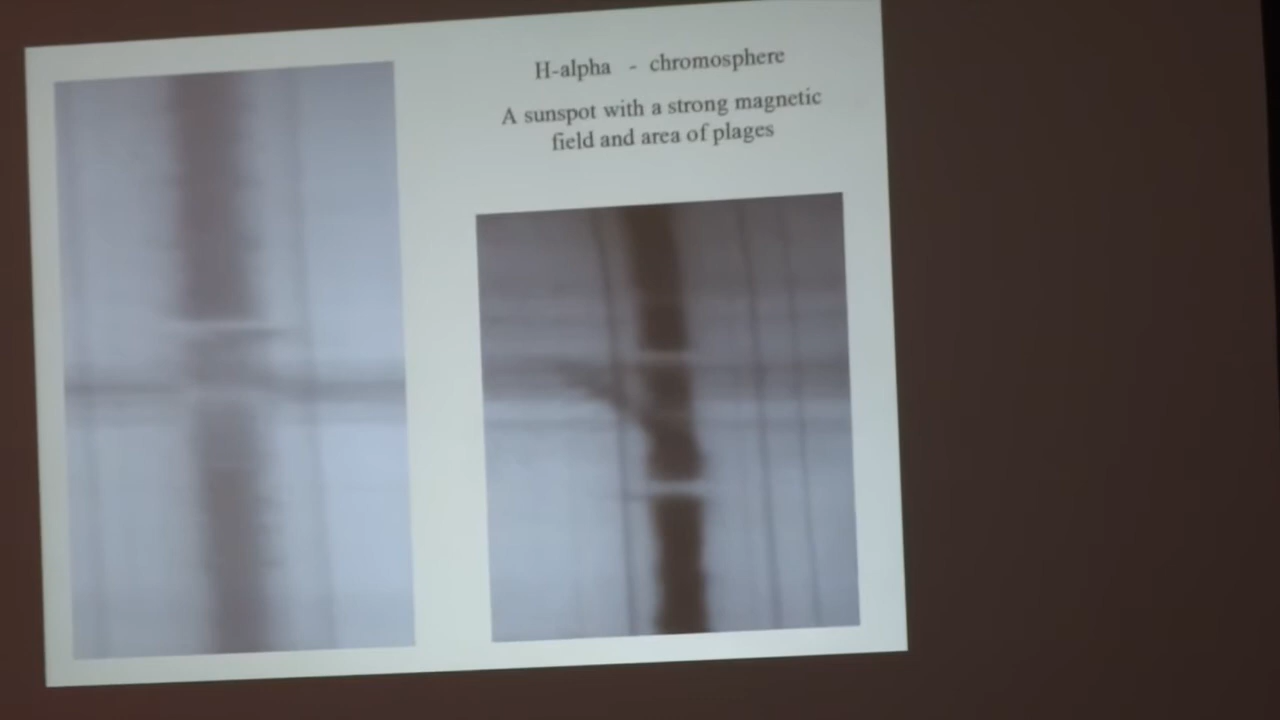 H-alpha - chromosphere
A sunspot with a strong magnetic
field and area of plages